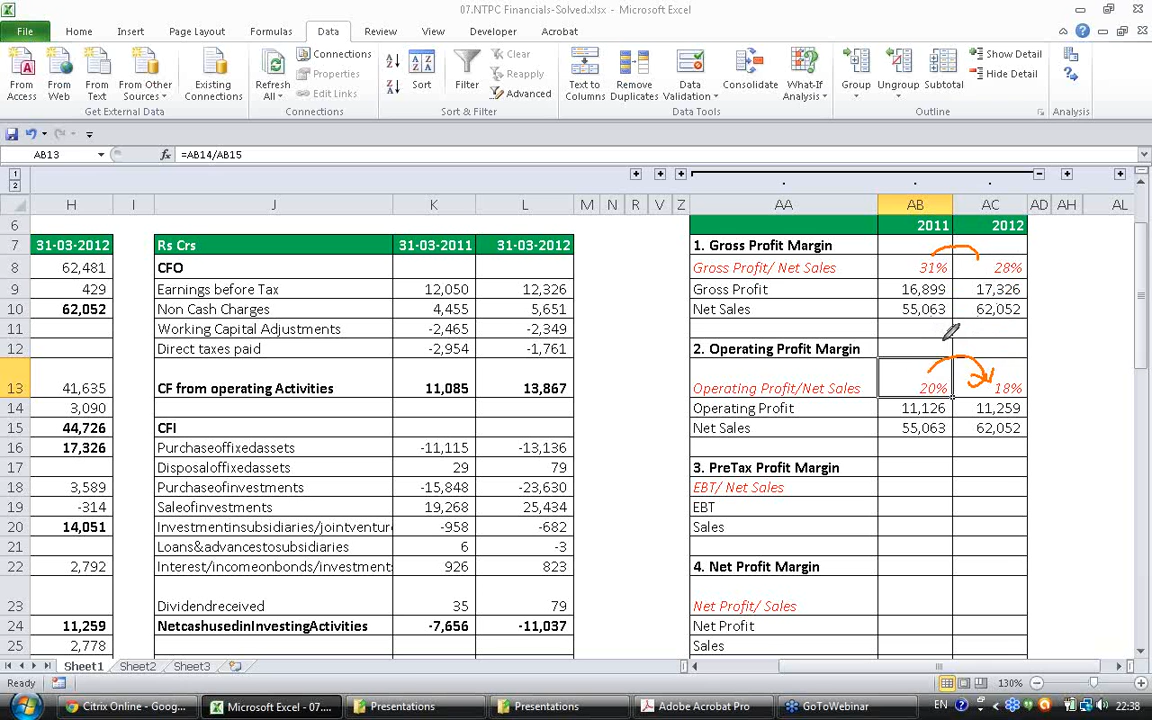 07.NTPC Financials-Solved.xlsx - Microsoft Excel
File Home Insert Page Layout Formulas Data Review View Developer Acrobat
From Access
From Web
From Text
From Other Sources
Existing Connections
Get External Data
Refresh All
Connections
Properties
Edit Links
Connections
Sort
Filter
Clear
Reapply
Advanced
Sort & Filter
Text to Columns
Remove Duplicates
Data Validation
Consolidate
What-If Analysis
Data Tools
Group
Ungroup
Subtotal
Show Detail
Hide Detail
Outline
Analysis
AB13 fx =AB14/AB15
1
2
H I J K L M N R V Z AA AB AC AD AH AL
6 2011 2012
7 31-03-2012 Rs Crs 31-03-2011 31-03-2012 1. Gross Profit Margin
8 62,481 CFO Gross Profit/ Net Sales 31% 28%
9 429 Earnings before Tax 12,050 12,326 Gross Profit 16,899 17,326
10 62,052 Non Cash Charges 4,455 5,651 Net Sales 55,063 62,052
11 Working Capital Adjustments -2,465 -2,349
12 Direct taxes paid -2,954 -1,761 2. Operating Profit Margin
13 41,635 CF from operating Activities 11,085 13,867 Operating Profit/Net Sales 20% 18%
14 3,090 Operating Profit 11,126 11,259
15 44,726 CFI Net Sales 55,063 62,052
16 17,326 Purchaseoffixedassets -11,115 -13,136
17 Disposaloffixedassets 29 79 3. PreTax Profit Margin
18 3,589 Purchaseofinvestments -15,848 -23,630 EBT/ Net Sales
19 -314 Saleofinvestments 19,268 25,434 EBT
20 14,051 Investmentinsubsidiaries/jointventur -958 -682 Sales
21 Loans&advancestosubsidiaries 6 -3
22 2,792 Interest/incomeonbonds/investment 926 823 4. Net Profit Margin
23 Dividendreceived 35 79 Net Profit/ Sales
24 11,259 NetcashusedinInvestingActivities -7,656 -11,037 Net Profit
25 2,778 Sales
Sheet1 Sheet2 Sheet3
Ready 130%
Citrix Online - Goog... Microsoft Excel - 07.... Presentations Presentations Adobe Acrobat Pro GoToWebinar EN 22:38